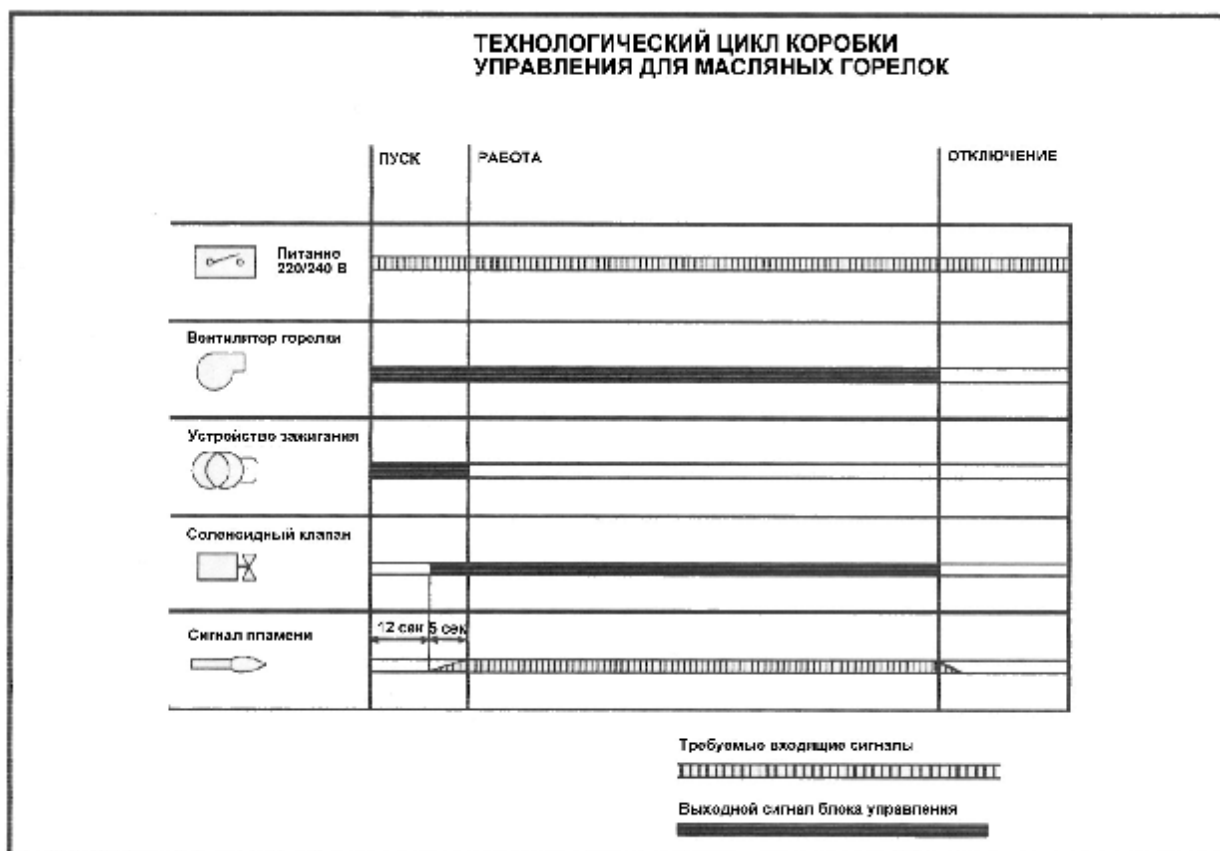 ТЕХНОЛОГИЧЕСКИЙ ЦИКЛ КОРОБКИ
УПРАВЛЕНИЯ ДЛЯ МАСЛЯНЫХ ГОРЕЛОК
ПУСК
РАБОТА
ОТКЛЮЧЕНИЕ
Питанио
220/240 В
Вентилятор горелки
Устройство зажигания
Соленоидный клапан
Сигнал пламени
12 сек
5 сек
Требуемые входящие сигналы
Выходной сигнал блока управления